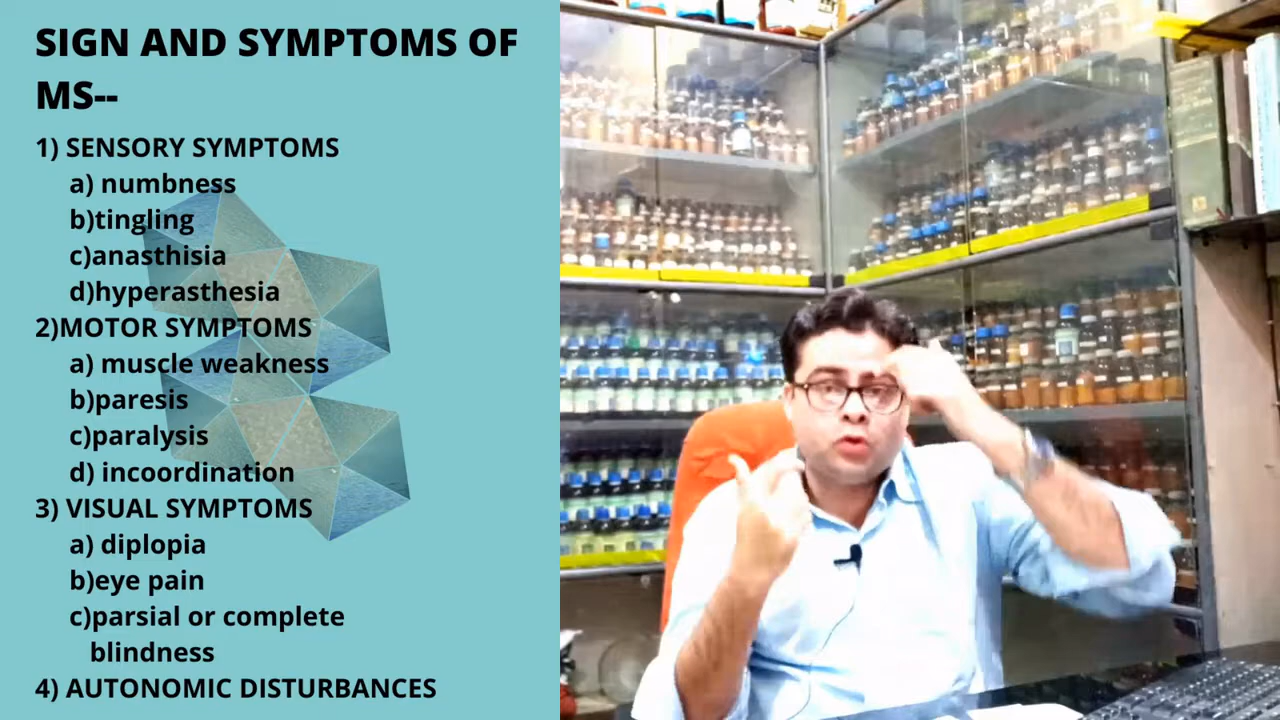 SIGN AND SYMPTOMS OF
MS--
1) SENSORY SYMPTOMS
a) numbness
b)tingling
c)anasthisia
d)hyperasthesia
2)MOTOR SYMPTOMS
a) muscle weakness
b)paresis
c)paralysis
d) incoordination
3) VISUAL SYMPTOMS
a) diplopia
b)eye pain
c)parsial or complete
blindness
4) AUTONOMIC DISTURBANCES